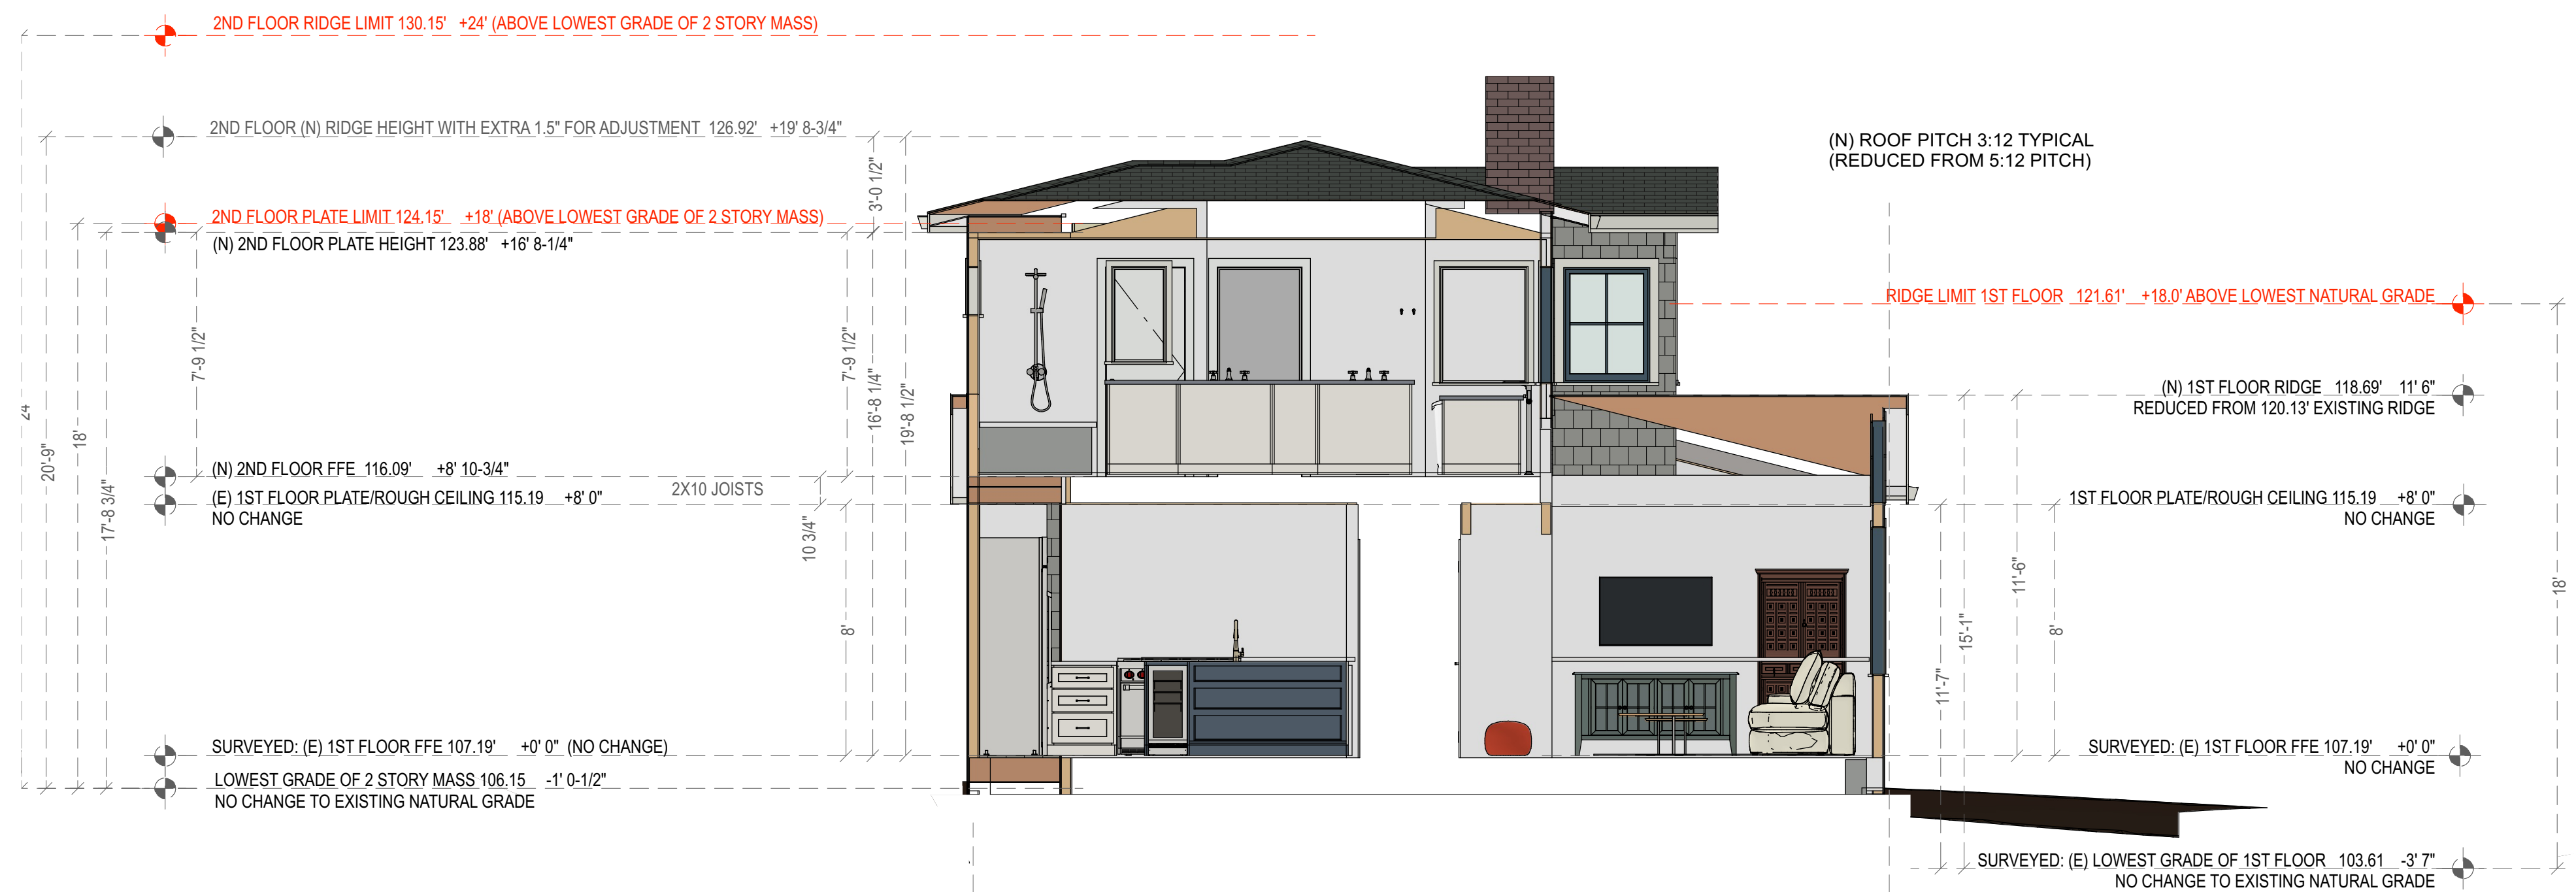 2ND FLOOR RIDGE LIMIT 130.15' +24' (ABOVE LOWEST GRADE OF 2 STORY MASS)
2ND FLOOR (N) RIDGE HEIGHT WITH EXTRA 1.5" FOR ADJUSTMENT 126.92' +19' 8-3/4"
2ND FLOOR PLATE LIMIT 124.15' +18' (ABOVE LOWEST GRADE OF 2 STORY MASS)
(N) 2ND FLOOR PLATE HEIGHT 123.88' +16' 8-1/4"
(N) 2ND FLOOR FFE 116.09' +8' 10-3/4"
(E) 1ST FLOOR PLATE/ROUGH CEILING 115.19 +8' 0"
NO CHANGE
SURVEYED: (E) 1ST FLOOR FFE 107.19' +0' 0" (NO CHANGE)
LOWEST GRADE OF 2 STORY MASS 106.15 -1' 0-1/2"
NO CHANGE TO EXISTING NATURAL GRADE
24
20'-9"
18'
17'-8 3/4"
7'-9 1/2"
2X10 JOISTS
10 3/4"
7'-9 1/2"
8'
3'-0 1/2"
16'-8 1/4"
19'-8 1/2"
(N) ROOF PITCH 3:12 TYPICAL
(REDUCED FROM 5:12 PITCH)
RIDGE LIMIT 1ST FLOOR 121.61' +18.0' ABOVE LOWEST NATURAL GRADE
(N) 1ST FLOOR RIDGE 118.69' 11' 6"
REDUCED FROM 120.13' EXISTING RIDGE
1ST FLOOR PLATE/ROUGH CEILING 115.19 +8' 0"
NO CHANGE
SURVEYED: (E) 1ST FLOOR FFE 107.19' +0' 0"
NO CHANGE
SURVEYED: (E) LOWEST GRADE OF 1ST FLOOR 103.61 -3' 7"
NO CHANGE TO EXISTING NATURAL GRADE
11'-7"
15'-1"
11'-6"
8'
18'